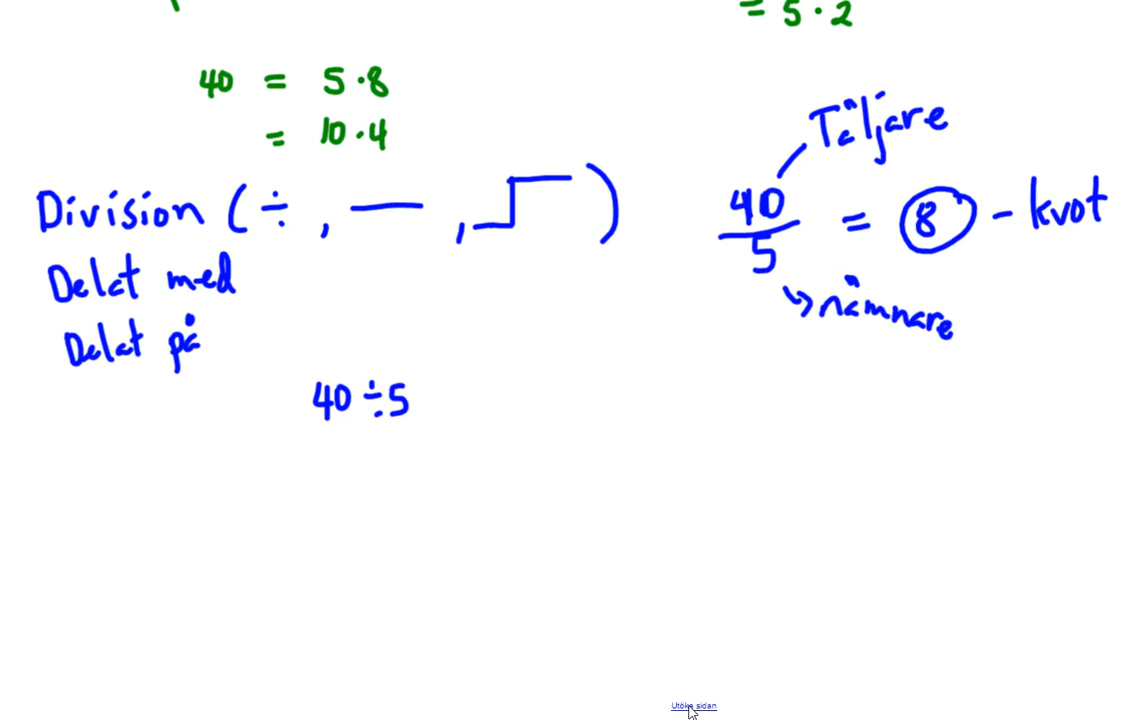 = 5 · 2
40 = 5 · 8
= 10 · 4
Täljare
Division ( ÷ , — , )
40
5
= 8 - kvot
Delat med
nämnare
Delat på
40 ÷ 5
Utöka sidan